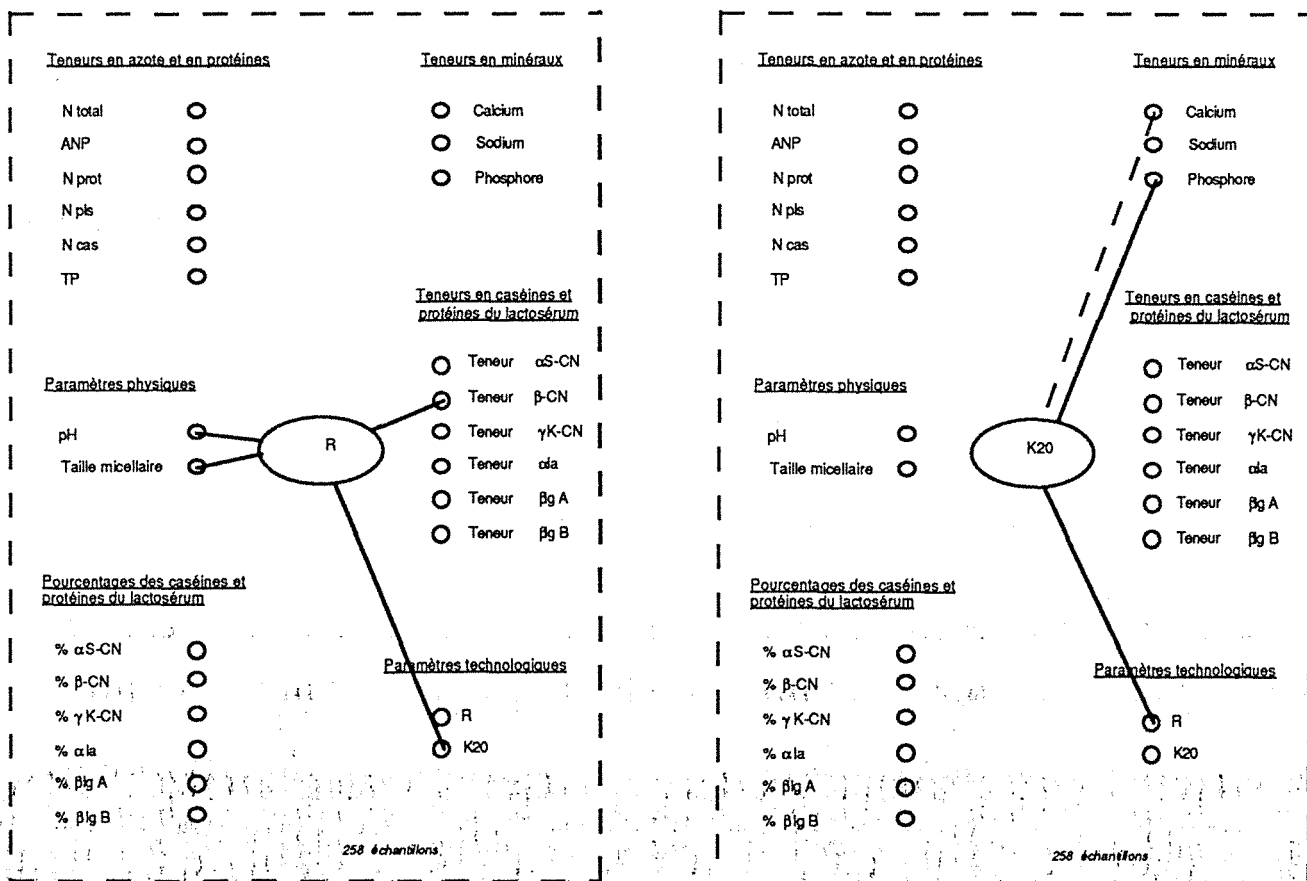 Teneurs en azote et en protéines
Teneurs en minéraux
N total
Calcium
ANP
Sodium
N prot
Phosphore
N pls
N cas
TP
Teneurs en caséines et
protéines du lactosérum
Teneur αS-CN
Paramètres physiques
Teneur β-CN
pH
R
Teneur γK-CN
Taille micellaire
Teneur αla
Teneur βlg A
Teneur βlg B
Pourcentages des caséines et
protéines du lactosérum
% αS-CN
Paramètres technologiques
% β-CN
% γK-CN
R
% αla
K20
% βlg A
% βlg B
258 échantillons
Teneurs en azote et en protéines
Teneurs en minéraux
N total
Calcium
ANP
Sodium
N prot
Phosphore
N pls
N cas
TP
Teneurs en caséines et
protéines du lactosérum
Teneur αS-CN
Paramètres physiques
Teneur β-CN
pH
K20
Teneur γK-CN
Taille micellaire
Teneur αla
Teneur βlg A
Teneur βlg B
Pourcentages des caséines et
protéines du lactosérum
% αS-CN
Paramètres technologiques
% β-CN
% γK-CN
R
% αla
K20
% βlg A
% βlg B
258 échantillons